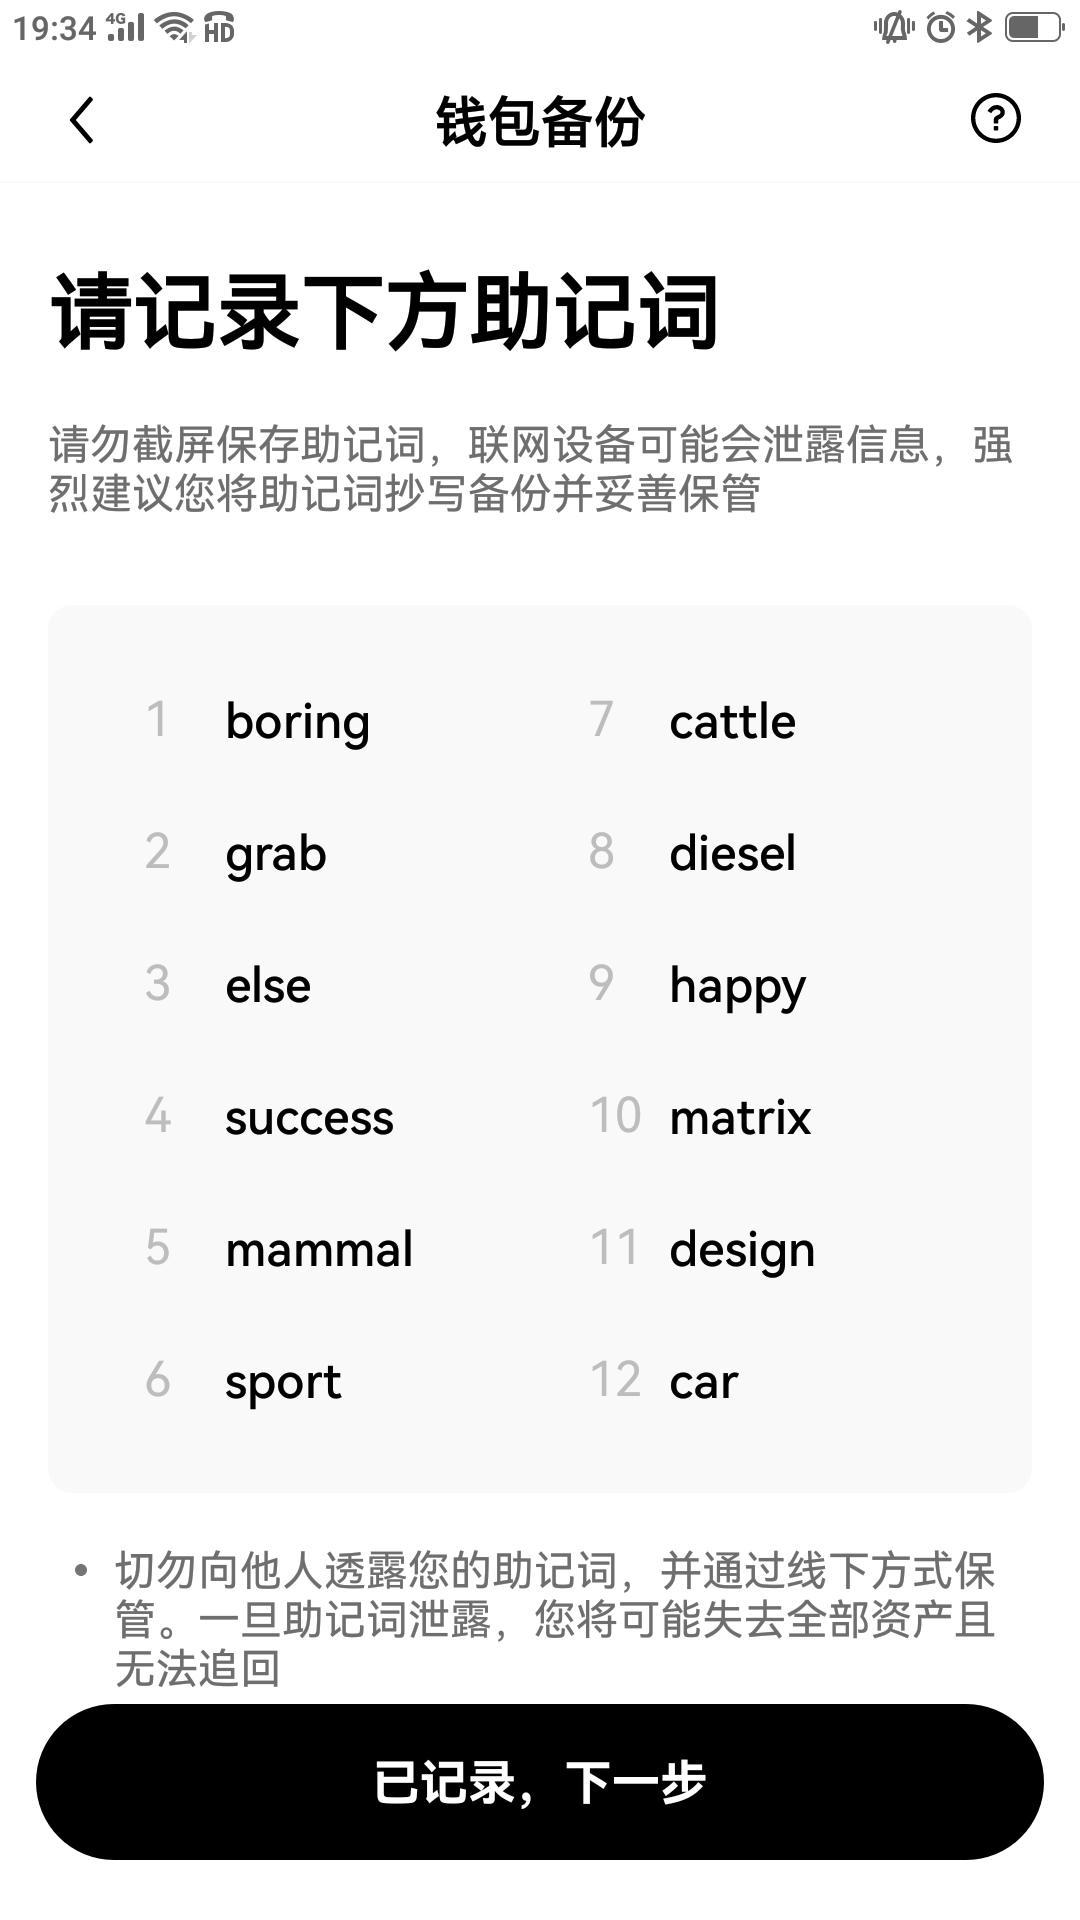 19:34 4G HD
钱包备份
请记录下方助记词
请勿截屏保存助记词，联网设备可能会泄露信息，强
烈建议您将助记词抄写备份并妥善保管
1 boring 7 cattle
2 grab 8 diesel
3 else 9 happy
4 success 10 matrix
5 mammal 11 design
6 sport 12 car
• 切勿向他人透露您的助记词，并通过线下方式保
管。一旦助记词泄露，您将可能失去全部资产且
无法追回
已记录，下一步